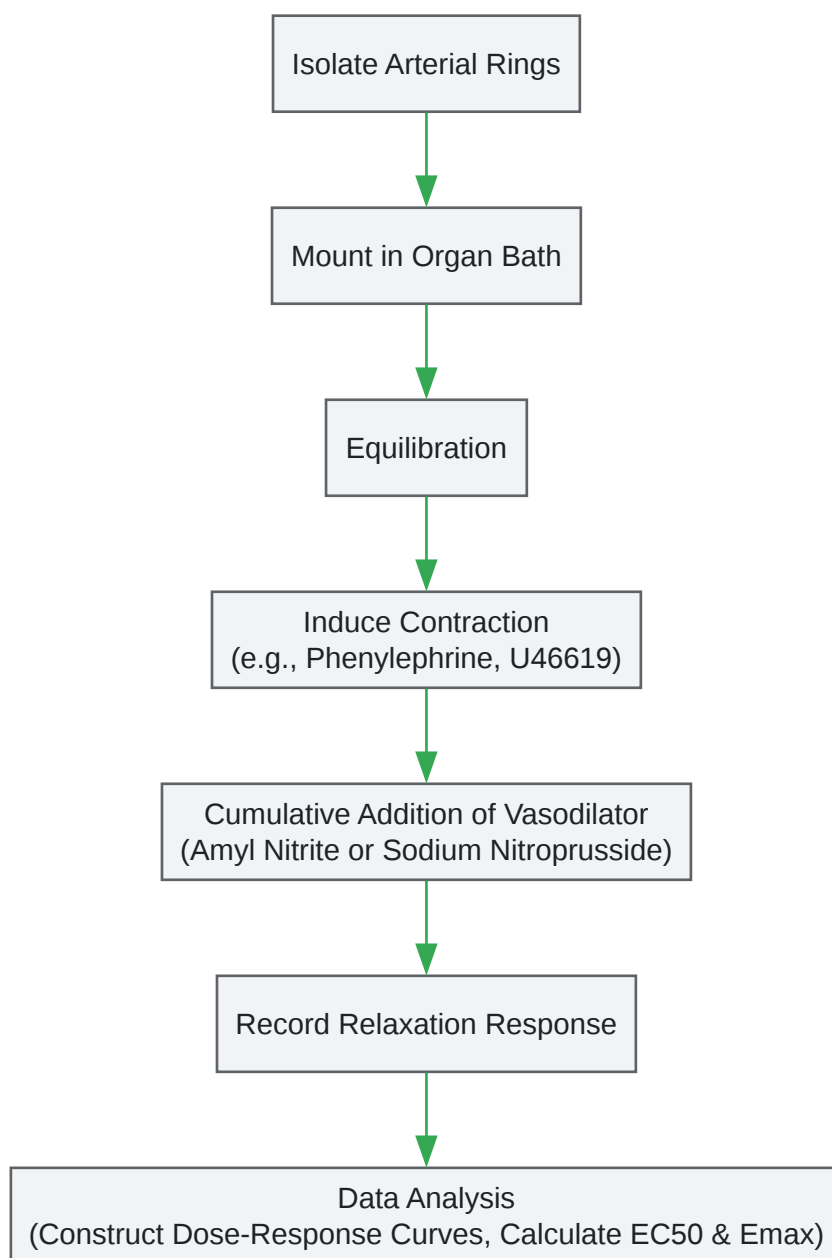 Isolate Arterial Rings
Mount in Organ Bath
Equilibration
Induce Contraction
(e.g., Phenylephrine, U46619)
Cumulative Addition of Vasodilator
(Amyl Nitrite or Sodium Nitroprusside)
Record Relaxation Response
Data Analysis
(Construct Dose-Response Curves, Calculate EC50 & Emax)